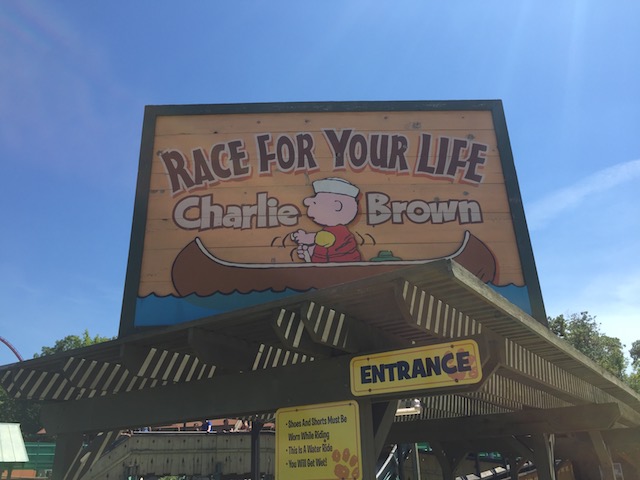 RACE FOR YOUR LIFE
Charlie Brown
ENTRANCE
• Shoes And Shorts Must Be
Worn While Riding
• This Is A Water Ride
• You Will Get Wet!